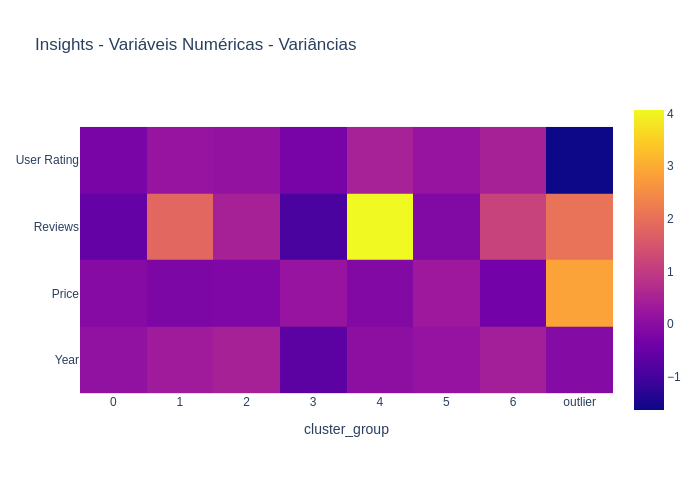 Insights - Variáveis Numéricas - Variâncias
User Rating
Reviews
Price
Year
0 1 2 3 4 5 6 outlier
cluster_group
4
3
2
1
0
−1